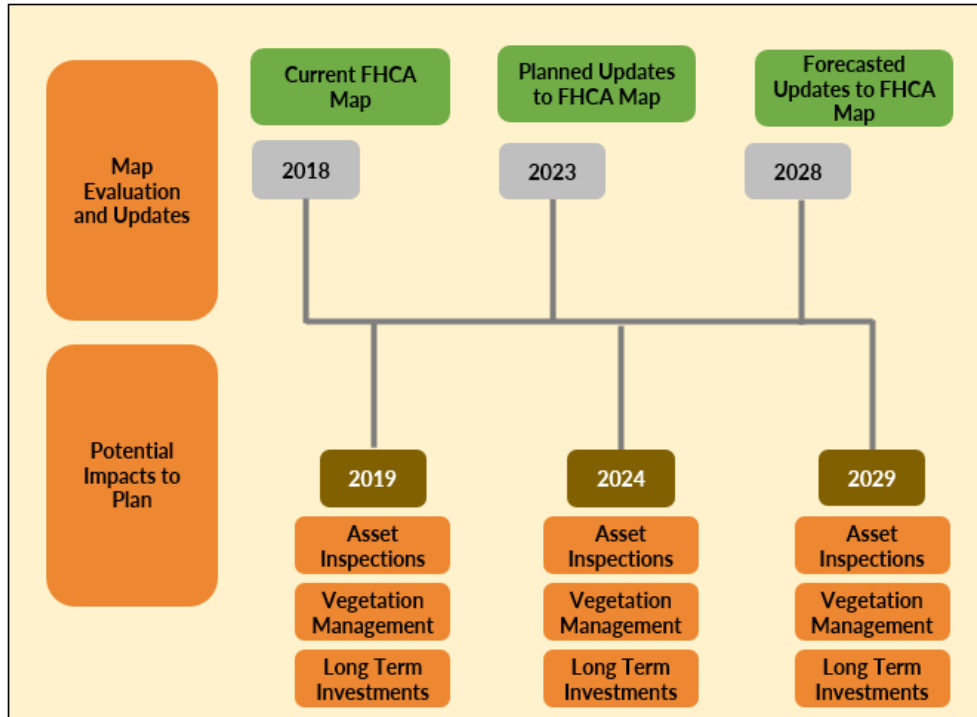 Map
Evaluation
and Updates
Current FHCA
Map
Planned Updates
to FHCA Map
Forecasted
Updates to FHCA
Map
2018
2023
2028
Potential
Impacts to
Plan
2019
2024
2029
Asset
Inspections
Asset
Inspections
Asset
Inspections
Vegetation
Management
Vegetation
Management
Vegetation
Management
Long Term
Investments
Long Term
Investments
Long Term
Investments